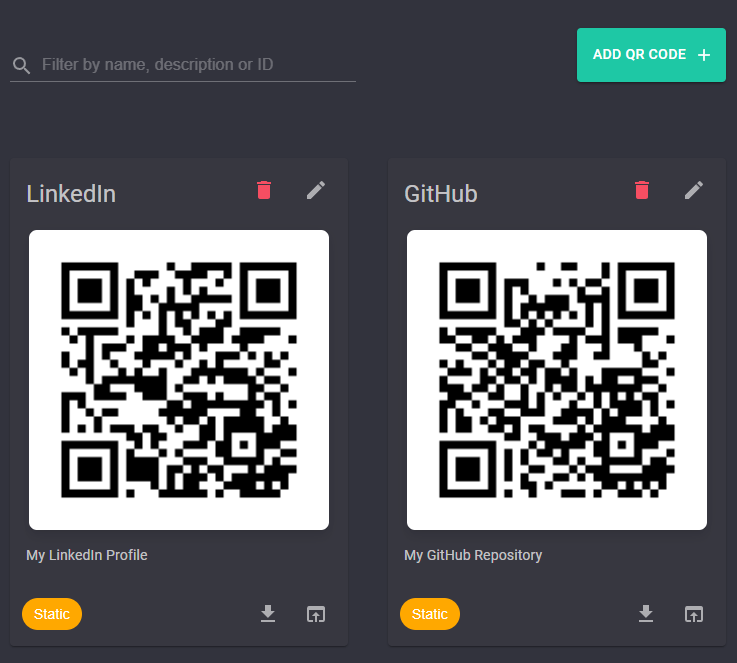 Filter by name, description or ID
ADD QR CODE
LinkedIn
GitHub
My LinkedIn Profile
My GitHub Repository
Static
Static